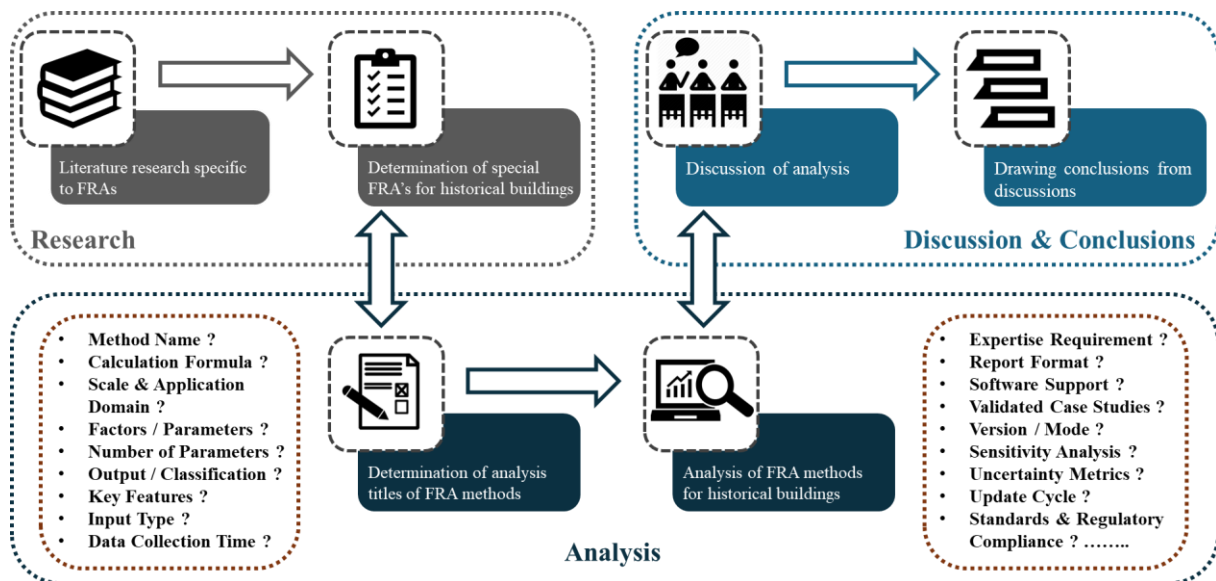 Literature research specific
to FRAs
Determination of special
FRA's for historical buildings
Research
Discussion of analysis
Drawing conclusions from
discussions
Discussion & Conclusions
• Method Name ?
• Calculation Formula ?
• Scale & Application
Domain ?
• Factors / Parameters ?
• Number of Parameters ?
• Output / Classification ?
• Key Features ?
• Input Type ?
• Data Collection Time ?
Determination of analysis
titles of FRA methods
Analysis of FRA methods
for historical buildings
• Expertise Requirement ?
• Report Format ?
• Software Support ?
• Validated Case Studies ?
• Version / Mode ?
• Sensitivity Analysis ?
• Uncertainty Metrics ?
• Update Cycle ?
• Standards & Regulatory
Compliance ? ……..
Analysis